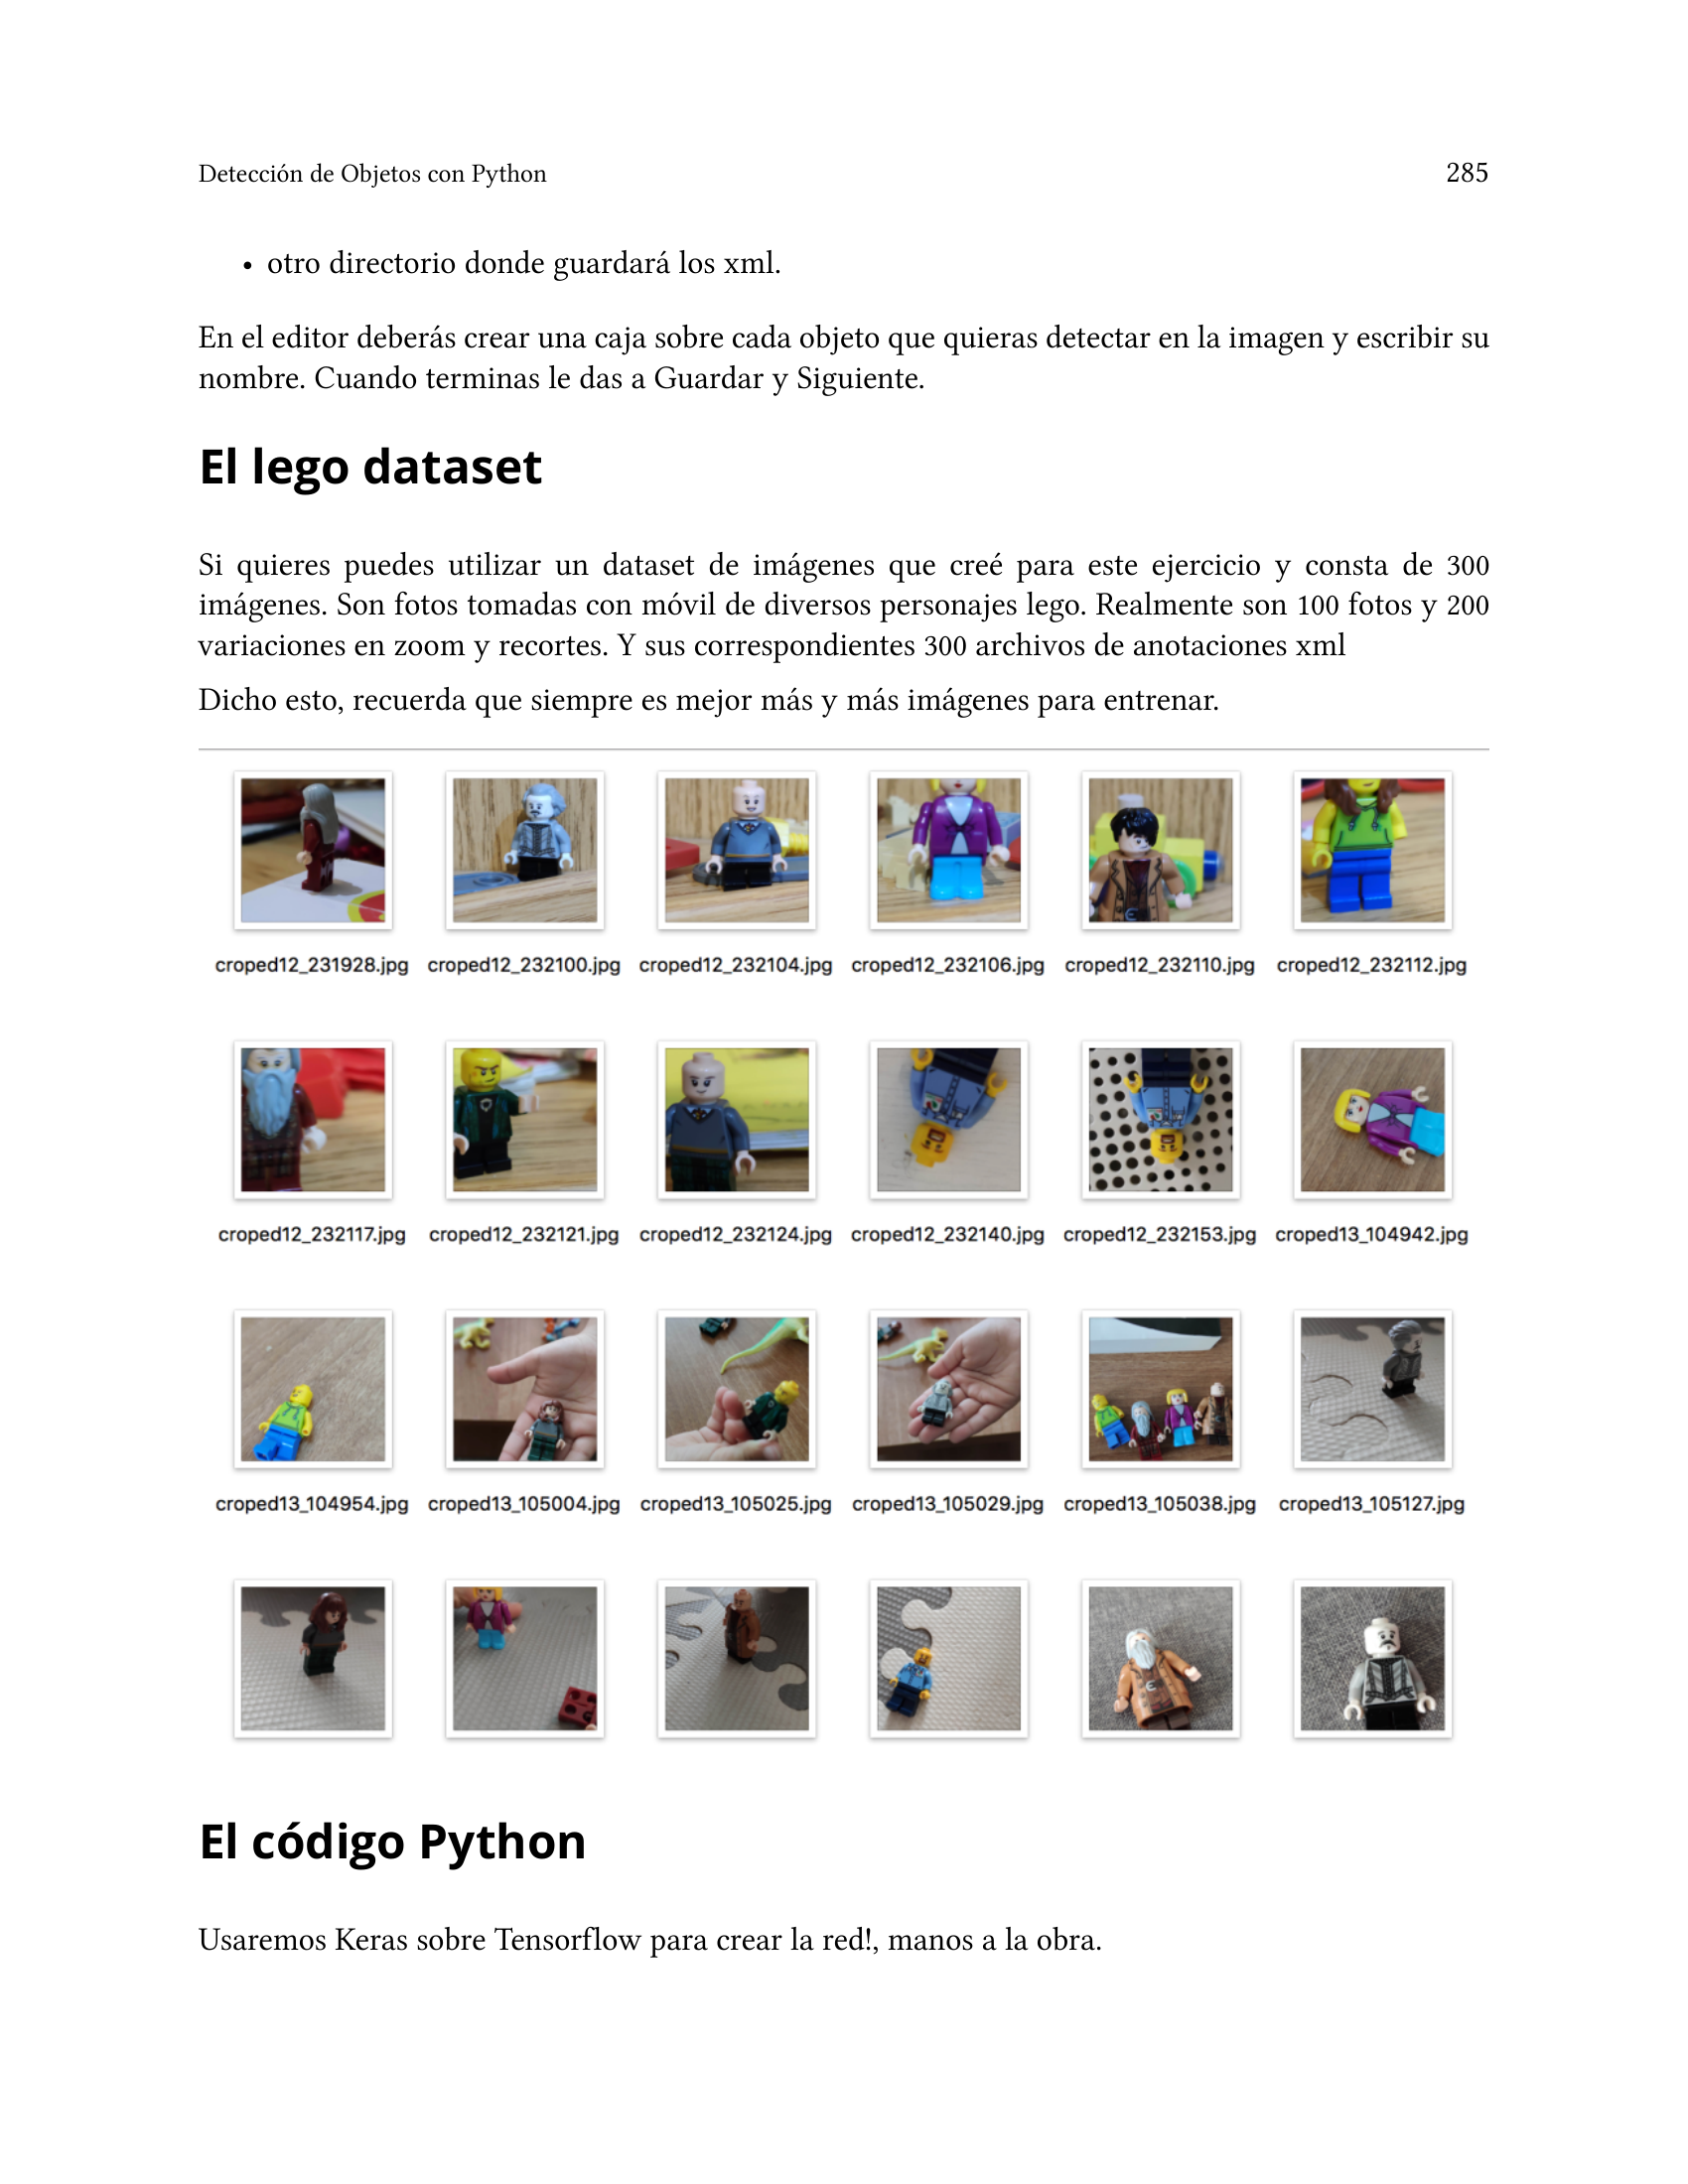 Detección de Objetos con Python 285
• otro directorio donde guardará los xml.
En el editor deberás crear una caja sobre cada objeto que quieras detectar en la imagen y escribir su
nombre. Cuando terminas le das a Guardar y Siguiente.
El lego dataset
Si quieres puedes utilizar un dataset de imágenes que creé para este ejercicio y consta de 300
imágenes. Son fotos tomadas con móvil de diversos personajes lego. Realmente son 100 fotos y 200
variaciones en zoom y recortes. Y sus correspondientes 300 archivos de anotaciones xml
Dicho esto, recuerda que siempre es mejor más y más imágenes para entrenar.
croped12_231928.jpg croped12_232100.jpg croped12_232104.jpg croped12_232106.jpg croped12_232110.jpg croped12_232112.jpg
croped12_232117.jpg croped12_232121.jpg croped12_232124.jpg croped12_232140.jpg croped12_232153.jpg croped13_104942.jpg
croped13_104954.jpg croped13_105004.jpg croped13_105025.jpg croped13_105029.jpg croped13_105038.jpg croped13_105127.jpg
El código Python
Usaremos Keras sobre Tensorflow para crear la red!, manos a la obra.